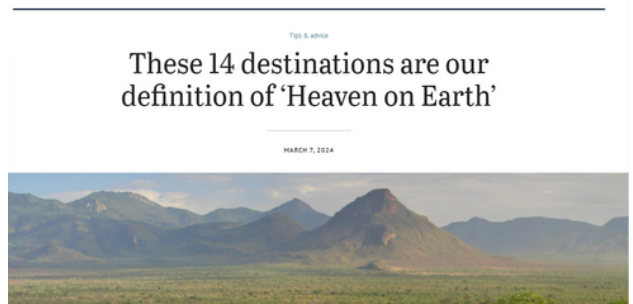 Tips & advice
These 14 destinations are our
definition of ‘Heaven on Earth’
MARCH 7, 2024